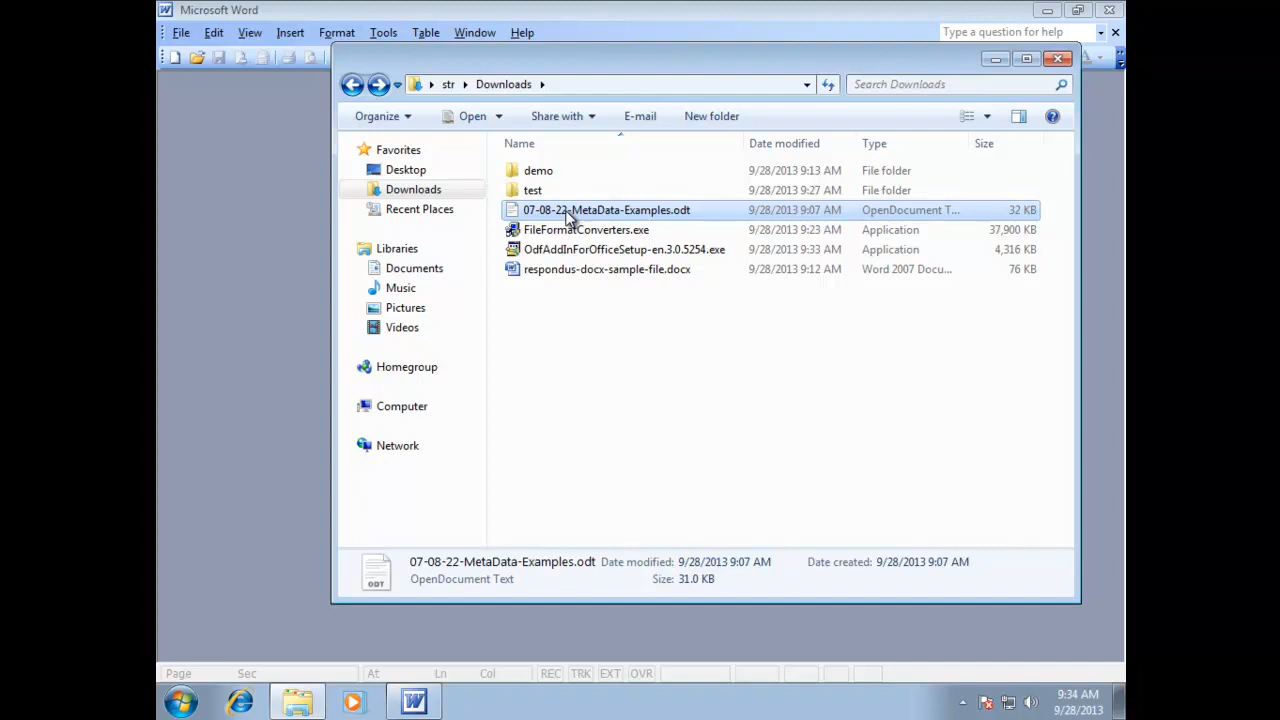 Microsoft Word
File Edit View Insert Format Tools Table Window Help
Type a question for help
str Downloads
Search Downloads
Organize Open Share with E-mail New folder
Name Date modified Type Size
Favorites
Desktop
Downloads
Recent Places
Libraries
Documents
Music
Pictures
Videos
Homegroup
Computer
Network
demo 9/28/2013 9:13 AM File folder
test 9/28/2013 9:27 AM File folder
07-08-22-MetaData-Examples.odt 9/28/2013 9:07 AM OpenDocument T... 32 KB
FileFormatConverters.exe 9/28/2013 9:23 AM Application 37,900 KB
OdfAddInForOfficeSetup-en.3.0.5254.exe 9/28/2013 9:33 AM Application 4,316 KB
respondus-docx-sample-file.docx 9/28/2013 9:12 AM Word 2007 Docu... 76 KB
07-08-22-MetaData-Examples.odt Date modified: 9/28/2013 9:07 AM Date created: 9/28/2013 9:07 AM
ODT
OpenDocument Text Size: 31.0 KB
Page Sec At Ln Col REC TRK EXT OVR
9:34 AM
9/28/2013